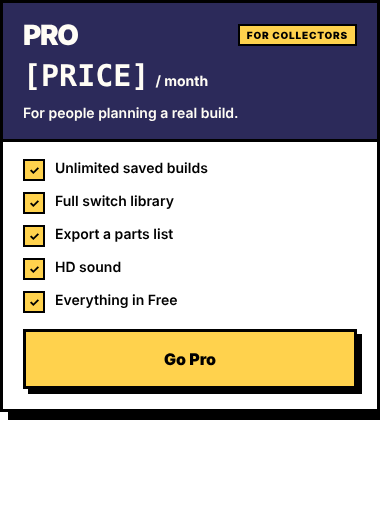 PRO
FOR COLLECTORS
[PRICE] / month
For people planning a real build.
Unlimited saved builds
Full switch library
Export a parts list
HD sound
Everything in Free
Go Pro